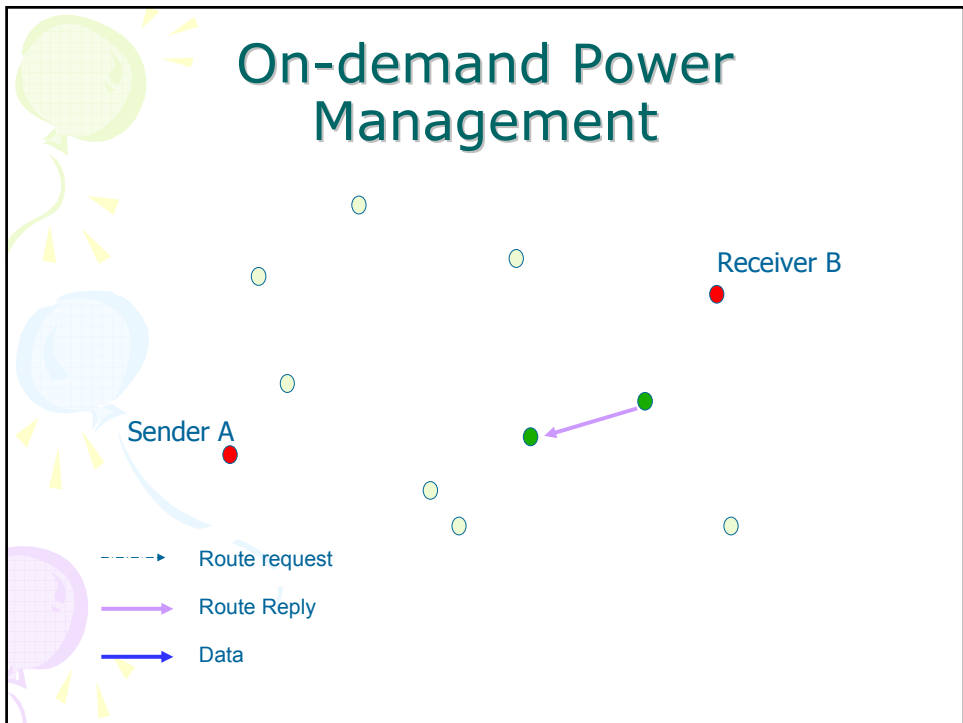 On-demand Power
Management
Receiver B
Sender A
Route request
Route Reply
Data